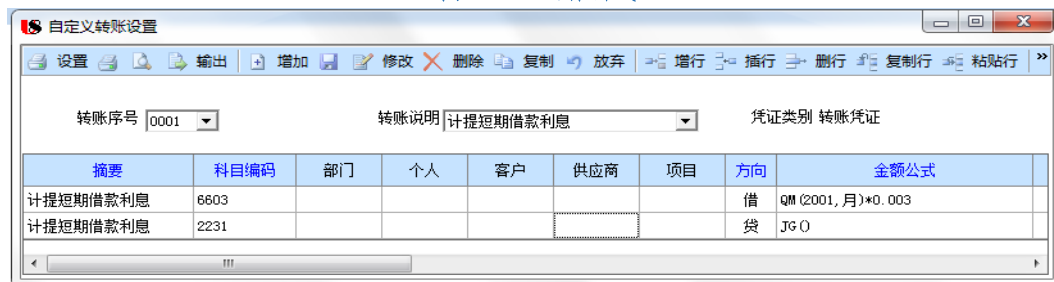 自定义转账设置
设置 输出 增加 修改 删除 复制 放弃 增行 插行 删行 复制行 粘贴行 »
转账序号 0001 转账说明 计提短期借款利息 凭证类别 转账凭证
摘要 科目编码 部门 个人 客户 供应商 项目 方向 金额公式
计提短期借款利息 6603 借 QM(2001,月)*0.003
计提短期借款利息 2231 贷 JG()